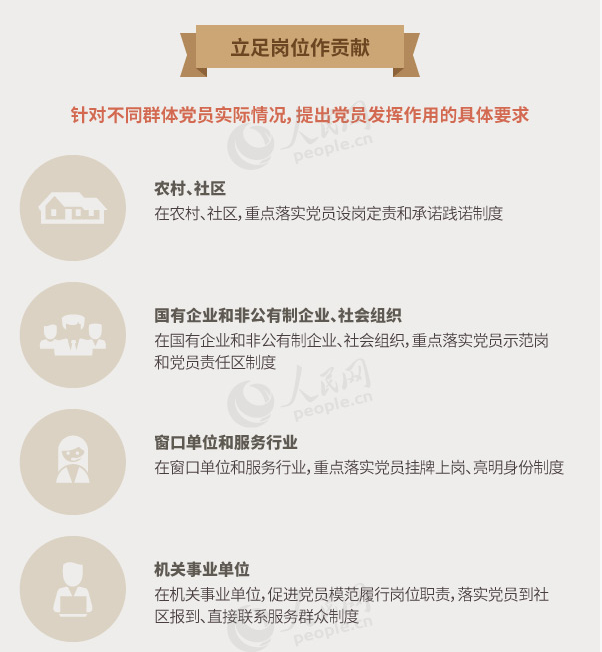 立足岗位作贡献
针对不同群体党员实际情况，提出党员发挥作用的具体要求
人民网
people.cn
农村、社区
在农村、社区，重点落实党员设岗定责和承诺践诺制度
国有企业和非公有制企业、社会组织
在国有企业和非公有制企业、社会组织，重点落实党员示范岗
和党员责任区制度
人民网
people.cn
窗口单位和服务行业
在窗口单位和服务行业，重点落实党员挂牌上岗、亮明身份制度
机关事业单位
在机关事业单位，促进党员模范履行岗位职责，落实党员到社
区报到、直接联系服务群众制度
人民网
people.cn